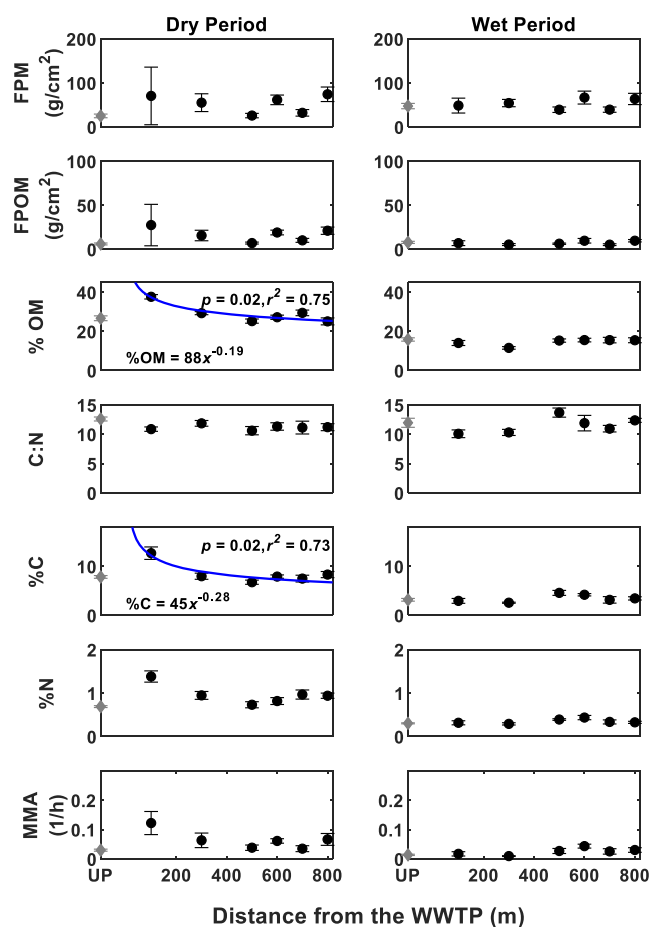 Dry Period
Wet Period
FPM
(g/cm²)
200
100
0
200
100
0
FPOM
(g/cm²)
100
50
0
100
50
0
% OM
40
20
0
p = 0.02, r² = 0.75
%OM = 88x^-0.19
40
20
0
C:N
15
10
5
0
15
10
5
0
%C
10
0
p = 0.02, r² = 0.73
%C = 45x^-0.28
10
0
%N
2
1
0
2
1
0
MMA
(1/h)
0.2
0.1
0
0.2
0.1
0
UP 200 400 600 800
UP 200 400 600 800
Distance from the WWTP (m)